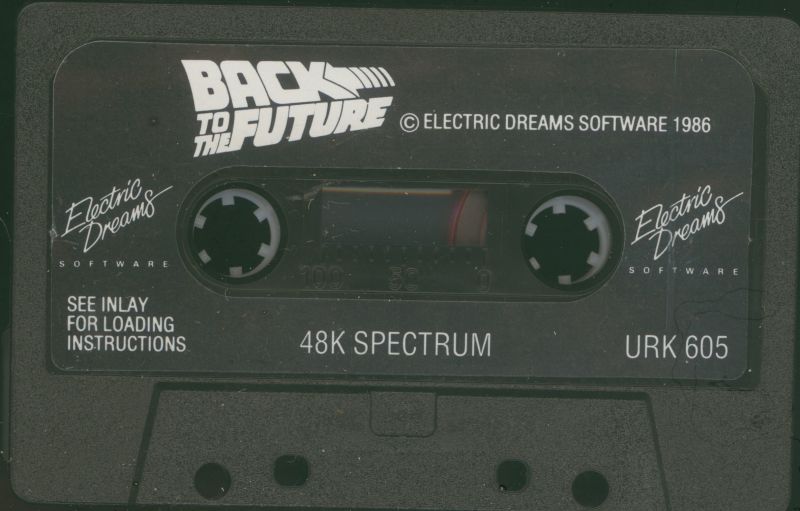 BACK
TO THE FUTURE
© ELECTRIC DREAMS SOFTWARE 1986
Electric Dreams
SOFTWARE
Electric Dreams
SOFTWARE
100 50 0
SEE INLAY
FOR LOADING
INSTRUCTIONS
48K SPECTRUM
URK 605